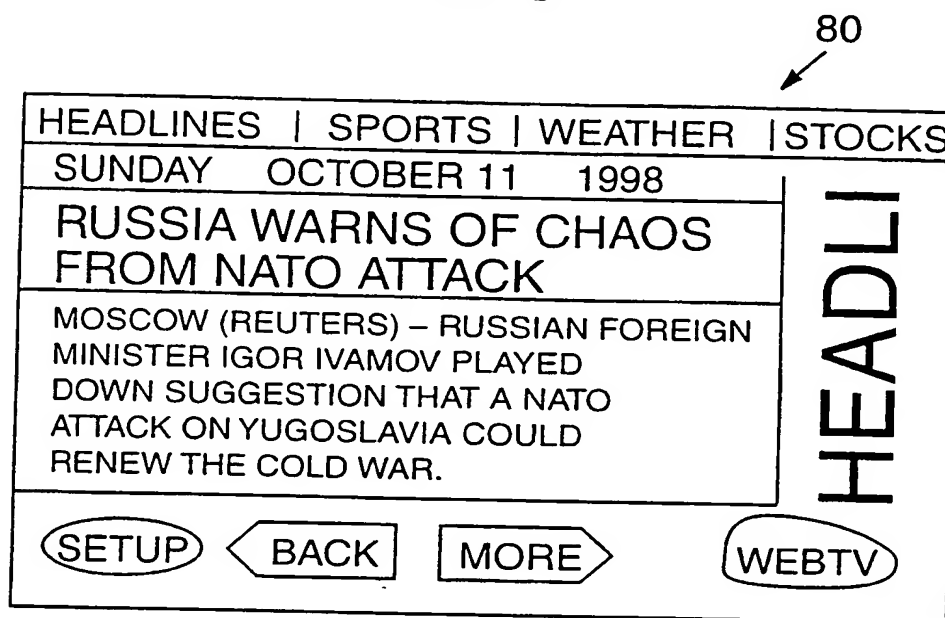 80
HEADLINES | SPORTS | WEATHER | STOCKS
SUNDAY OCTOBER 11 1998
RUSSIA WARNS OF CHAOS
FROM NATO ATTACK
MOSCOW (REUTERS) – RUSSIAN FOREIGN
MINISTER IGOR IVAMOV PLAYED
DOWN SUGGESTION THAT A NATO
ATTACK ON YUGOSLAVIA COULD
RENEW THE COLD WAR.
HEADLI
SETUP BACK MORE WEBTV